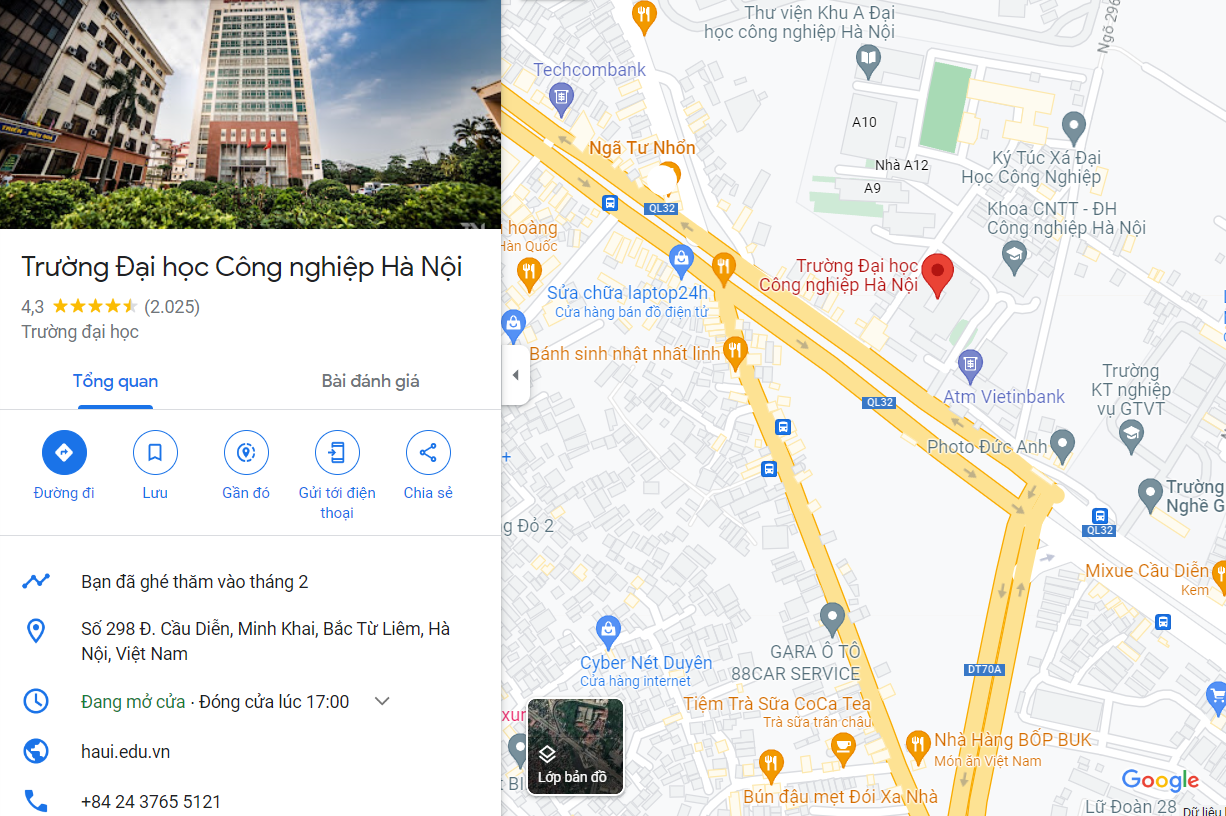 TRIỂN - HIỆN ĐẠI
Trường Đại học Công nghiệp Hà Nội
4,3
(2.025)
Trường đại học
Tổng quan
Bài đánh giá
Đường đi
Lưu
Gần đó
Gửi tới điện
thoại
Chia sẻ
Bạn đã ghé thăm vào tháng 2
Số 298 Đ. Cầu Diễn, Minh Khai, Bắc Từ Liêm, Hà
Nội, Việt Nam
Đang mở cửa · Đóng cửa lúc 17:00
haui.edu.vn
+84 24 3765 5121
Thư viện Khu A Đại
học công nghiệp Hà Nội
Ngõ 296
Techcombank
A10
Ngã Tư Nhổn
Nhà A12
A9
Ký Túc Xá Đại
Học Công Nghiệp
QL32
Khoa CNTT - ĐH
Công nghiệp Hà Nội
hoàng
Hàn Quốc
Trường Đại học
Công nghiệp Hà Nội
Sửa chữa laptop24h
Cửa hàng bán đồ điện tử
Bánh sinh nhật nhất linh
Trường
KT nghiệp
vụ GTVT
Atm Vietinbank
QL32
Photo Đức Anh
Trường
Nghề G
g Đỏ 2
QL32
Mixue Cầu Diễn
Kem
Cyber Nét Duyên
Cửa hàng internet
GARA Ô TÔ
88CAR SERVICE
DT70A
Tiệm Trà Sữa CoCa Tea
Trà sữa trân châu
xur
Nhà Hàng BỐP BUK
Món ăn Việt Nam
Lớp bản đồ
BI
Google
Bún đậu mẹt Đói Xa Nhà
Lữ Đoàn 28
Dữ liệu